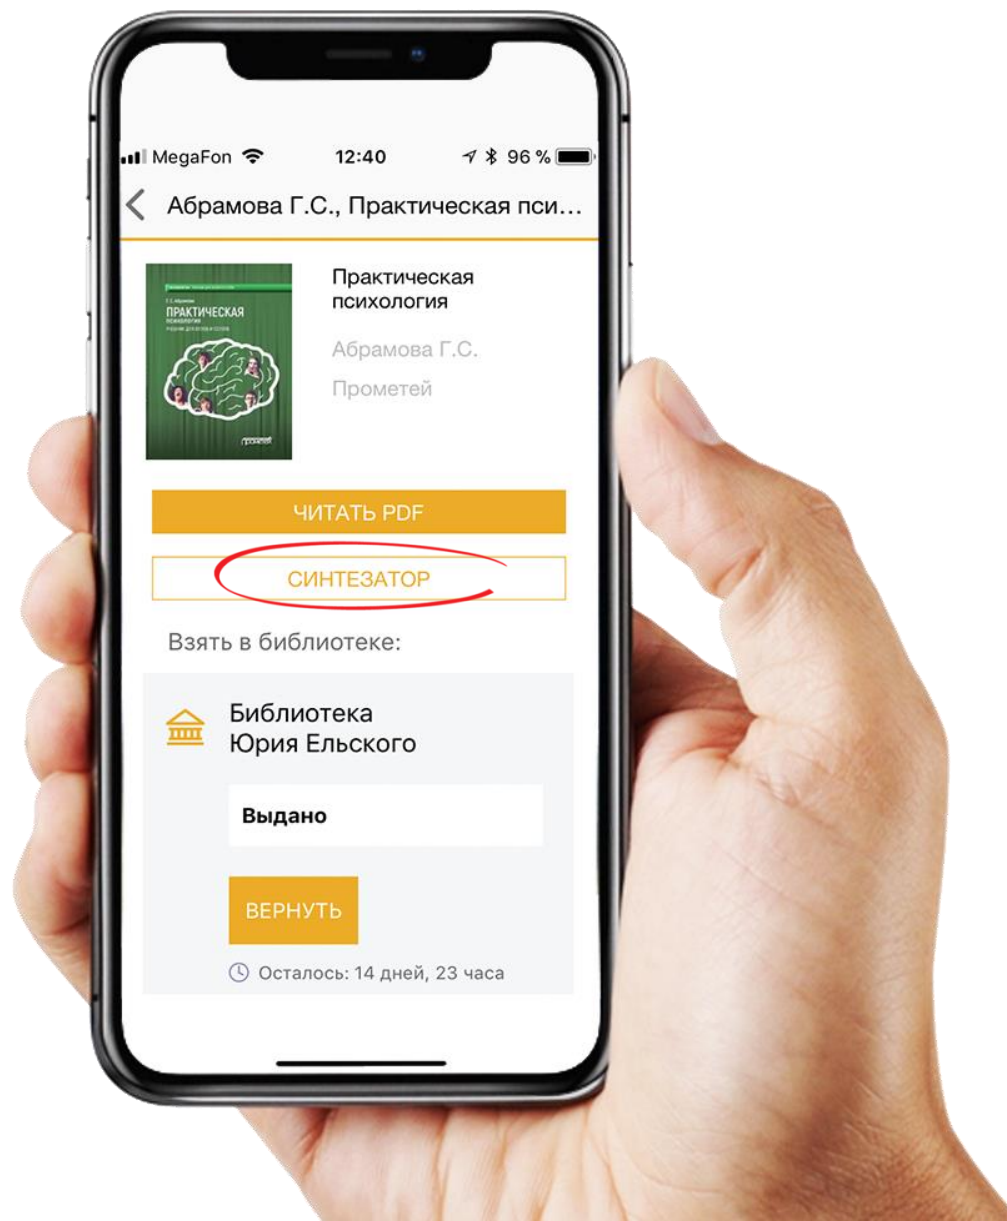 MegaFon 12:40 96 %
Абрамова Г.С., Практическая пси...
ПРАКТИЧЕСКАЯ
ПСИХОЛОГИЯ
Практическая
психология
Абрамова Г.С.
Прометей
ЧИТАТЬ PDF
СИНТЕЗАТОР
Взять в библиотеке:
Библиотека
Юрия Ельского
Выдано
ВЕРНУТЬ
Осталось: 14 дней, 23 часа